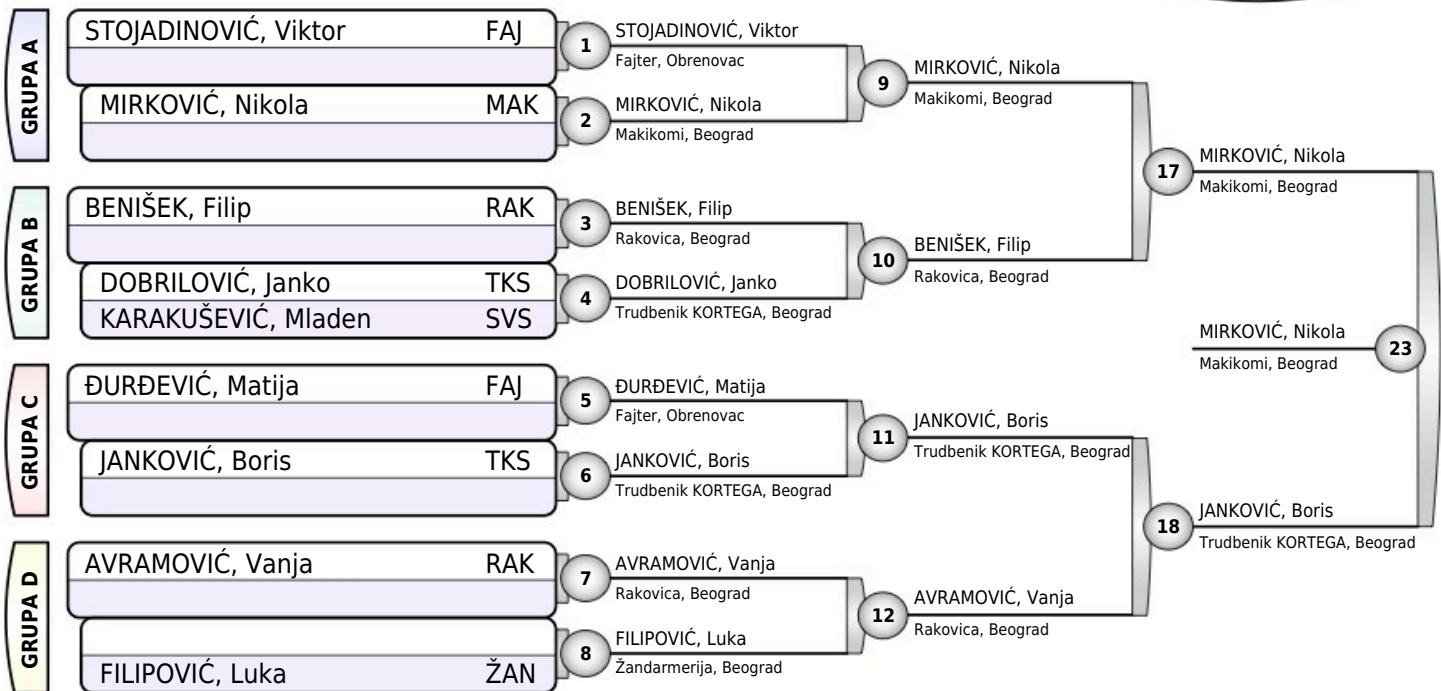 GRUPA A
STOJADINOVIĆ, Viktor FAJ
MIRKOVIĆ, Nikola MAK
GRUPA B
BENIŠEK, Filip RAK
DOBRILOVIĆ, Janko TKS
KARAKUŠEVIĆ, Mladen SVS
GRUPA C
ĐURĐEVIĆ, Matija FAJ
JANKOVIĆ, Boris TKS
GRUPA D
AVRAMOVIĆ, Vanja RAK
FILIPOVIĆ, Luka ŽAN
1
STOJADINOVIĆ, Viktor
Fajter, Obrenovac
2
MIRKOVIĆ, Nikola
Makikomi, Beograd
3
BENIŠEK, Filip
Rakovica, Beograd
4
DOBRILOVIĆ, Janko
Trudbenik KORTEGA, Beograd
5
ĐURĐEVIĆ, Matija
Fajter, Obrenovac
6
JANKOVIĆ, Boris
Trudbenik KORTEGA, Beograd
7
AVRAMOVIĆ, Vanja
Rakovica, Beograd
8
FILIPOVIĆ, Luka
Žandarmerija, Beograd
9
MIRKOVIĆ, Nikola
Makikomi, Beograd
10
BENIŠEK, Filip
Rakovica, Beograd
11
JANKOVIĆ, Boris
Trudbenik KORTEGA, Beograd
12
AVRAMOVIĆ, Vanja
Rakovica, Beograd
17
MIRKOVIĆ, Nikola
Makikomi, Beograd
18
JANKOVIĆ, Boris
Trudbenik KORTEGA, Beograd
MIRKOVIĆ, Nikola
Makikomi, Beograd
23